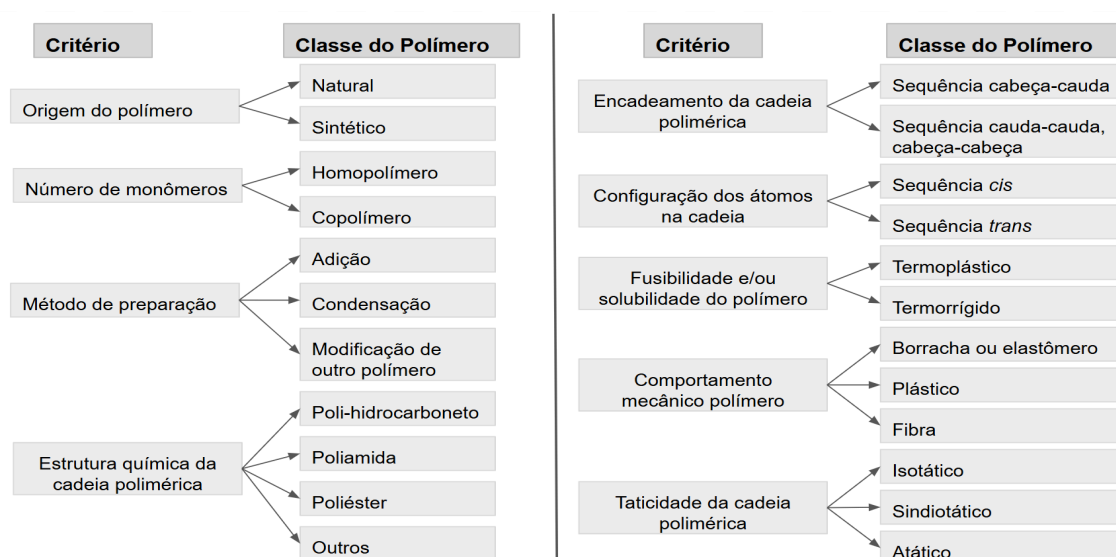 Critério
Classe do Polímero
Origem do polímero
Natural
Sintético
Número de monômeros
Homopolímero
Copolímero
Método de preparação
Adição
Condensação
Modificação de
outro polímero
Estrutura química da
cadeia polimérica
Poli-hidrocarboneto
Poliamida
Poliéster
Outros
Critério
Classe do Polímero
Encadeamento da cadeia
polimérica
Sequência cabeça-cauda
Sequência cauda-cauda,
cabeça-cabeça
Configuração dos átomos
na cadeia
Sequência cis
Sequência trans
Fusibilidade e/ou
solubilidade do polímero
Termoplástico
Termorrígido
Comportamento
mecânico polímero
Borracha ou elastômero
Plástico
Fibra
Taticidade da cadeia
polimérica
Isotático
Sindiotático
Atático